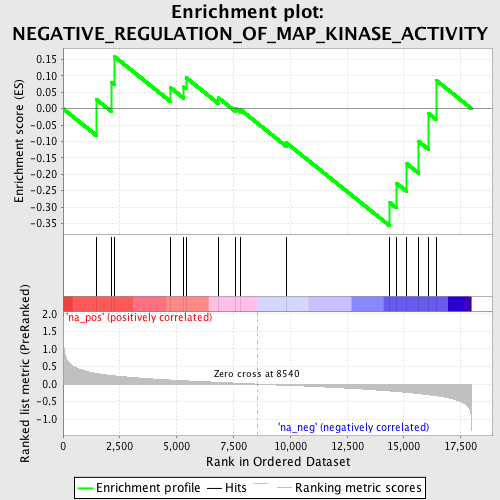 Enrichment plot:
NEGATIVE_REGULATION_OF_MAP_KINASE_ACTIVITY
Enrichment score (ES)
0.15
0.10
0.05
0.00
-0.05
-0.10
-0.15
-0.20
-0.25
-0.30
-0.35
'na_pos' (positively correlated)
Ranked list metric (PreRanked)
2.0
1.5
1.0
0.5
0.0
-0.5
-1.0
Zero cross at 8540
'na_neg' (negatively correlated)
0 2,500 5,000 7,500 10,000 12,500 15,000 17,500
Rank in Ordered Dataset
Enrichment profile Hits Ranking metric scores